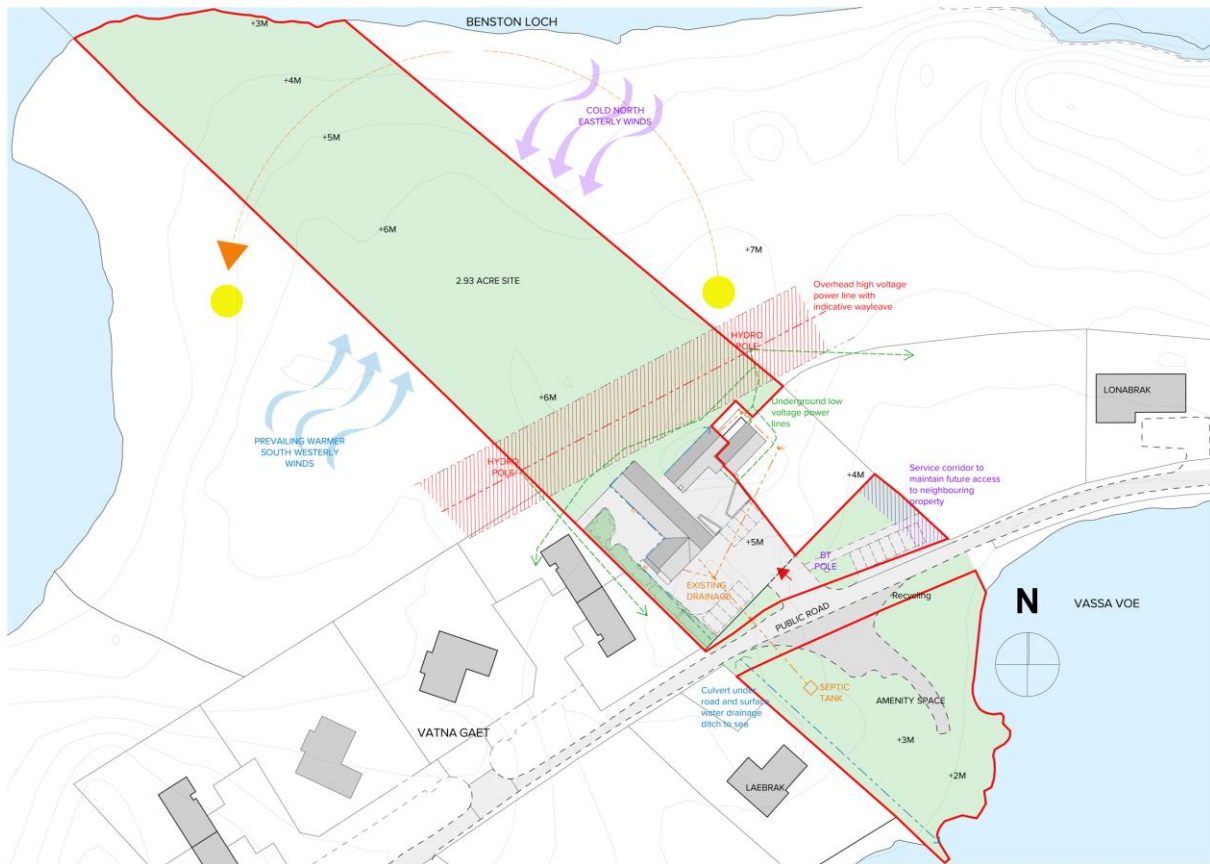 BENSTON LOCH
+3M
+4M
COLD NORTH
EASTERLY WINDS
+5M
+6M
+7M
2.93 ACRE SITE
Overhead high voltage
power line with
indicative wayleave
HYDRO
POLE
LONABRAK
+6M
Underground low
voltage power
lines
PREVAILING WARMER
SOUTH WESTERLY
WINDS
HYDRO
POLE
+4M
Service corridor to
maintain future access
to neighbouring
property
+5M
BT
POLE
EXISTING
DRAINAGE
Recycling
N
VASSA VOE
PUBLIC ROAD
Culvert under
road and surface
water drainage
ditch to sea
SEPTIC
TANK
AMENITY SPACE
VATNA GAET
+3M
+2M
LAEBRAK